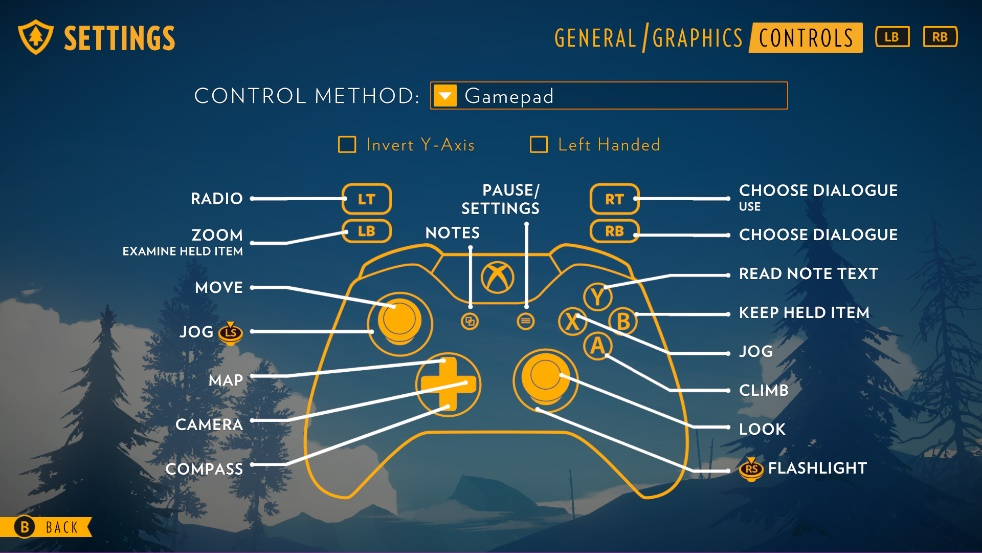 SETTINGS
GENERAL/GRAPHICS CONTROLS LB RB
CONTROL METHOD: Gamepad
Invert Y-Axis Left Handed
RADIO
LT
PAUSE/
SETTINGS
RT
CHOOSE DIALOGUE
USE
ZOOM
EXAMINE HELD ITEM
LB
NOTES
RB
CHOOSE DIALOGUE
MOVE
Y
READ NOTE TEXT
X
B
KEEP HELD ITEM
JOG LS
A
JOG
MAP
CLIMB
CAMERA
LOOK
COMPASS
RS FLASHLIGHT
B BACK